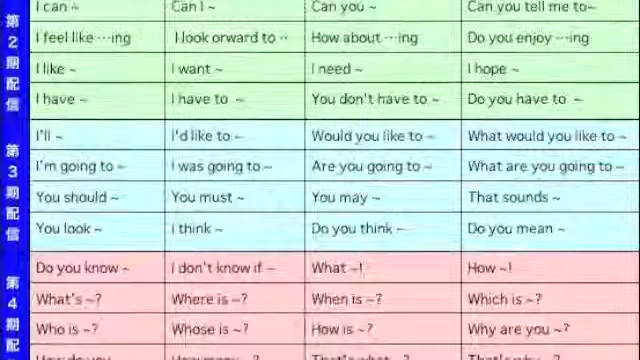 第2期配信
I can ~ Can I ~ Can you ~ Can you tell me to~
I feel like …ing I look orward to ·· How about …ing Do you enjoy …ing
I like ~ I want ~ I need ~ I hope ~
I have ~ I have to ~ You don't have to ~ Do you have to ~
第3期配信
I'll ~ I'd like to ~ Would you like to ~ What would you like to ~
I'm going to ~ I was going to ~ Are you going to ~ What are you going to ~
You should ~ You must ~ You may ~ That sounds ~
You look ~ I think ~ Do you think ~ Do you mean ~
第4期配
Do you know ~ I don't know if ~ What ~! How ~!
What's ~? Where is ~? When is ~? Which is ~?
Who is ~? Whose is ~? How is ~? Why are you ~?